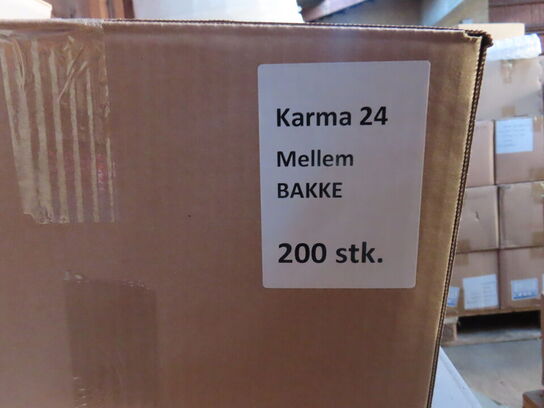 Karma 24
Mellem
BAKKE
200 stk.